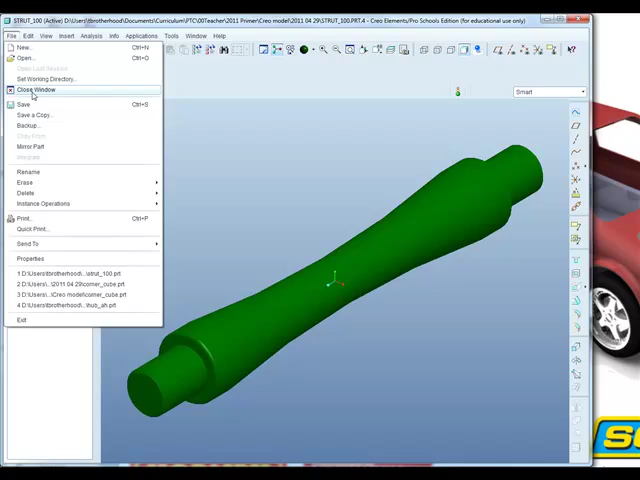 STRUT_100 (Active) D:\Users\tbrotherhood\Documents\Curriculum\PTC\00Teacher\2011 Primer\Creo model\2011 04 29\STRUT_100.PRT.4 - Creo Elements/Pro Schools Edition (for educational use only)
File Edit View Insert Analysis Info Applications Tools Window Help
New... Ctrl+N
Open... Ctrl+O
Set Working Directory...
Close Window
Save Ctrl+S
Smart
Save a Copy...
Backup...
Copy From...
Mirror Part
Integrate
Rename
Erase
Delete
Instance Operations
Print... Ctrl+P
Quick Print...
Send To
Properties
1 D:\Users\tbrotherhood\...\strut_100.prt
2 D:\Users\...\2011 04 29\corner_cube.prt
3 D:\Users\...\Creo model\corner_cube.prt
4 D:\Users\tbrotherhood\...\hub_ah.prt
Exit